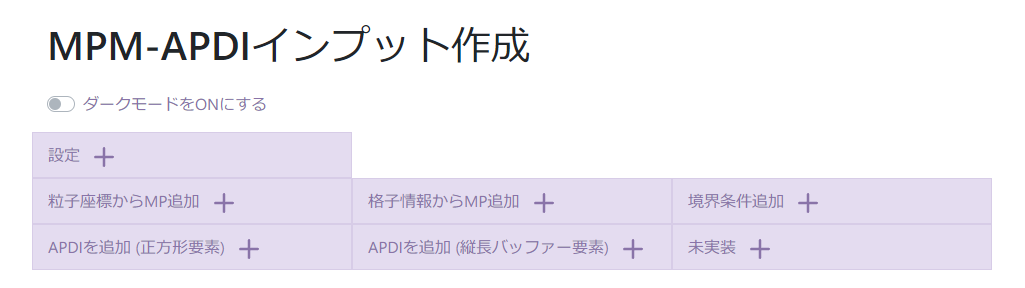 MPM-APDIインプット作成
ダークモードをONにする
設定
粒子座標からMP追加 格子情報からMP追加 境界条件追加
APDIを追加 (正方形要素) APDIを追加 (縦長バッファー要素) 未実装